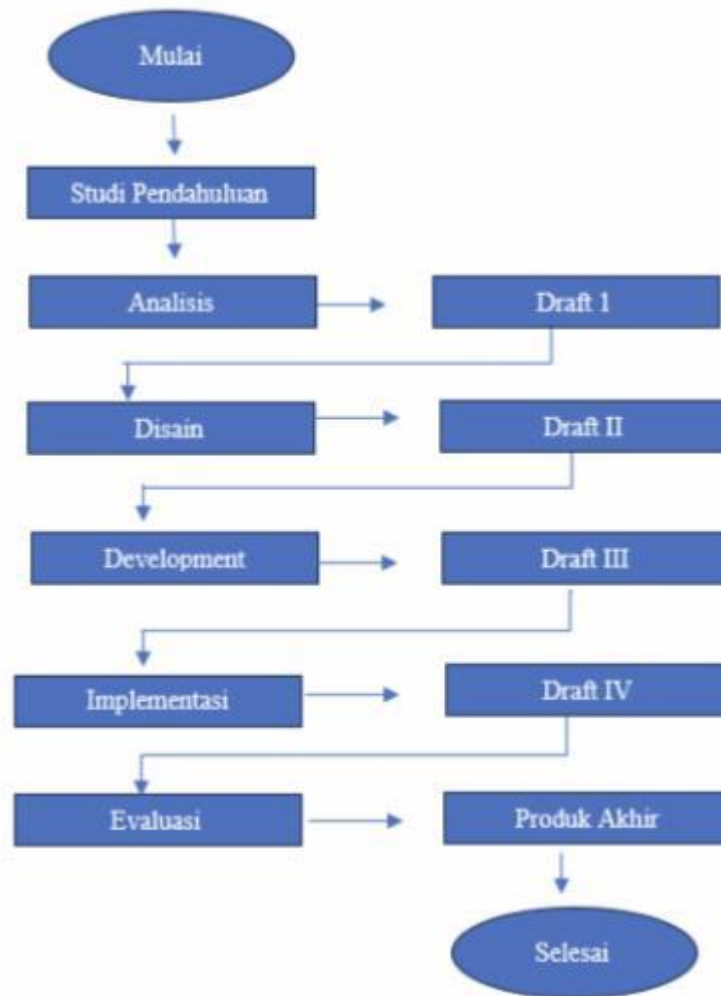 Mulai
Studi Pendahuluan
Analisis
Draft 1
Disain
Draft II
Development
Draft III
Implementasi
Draft IV
Evaluasi
Produk Akhir
Selesai